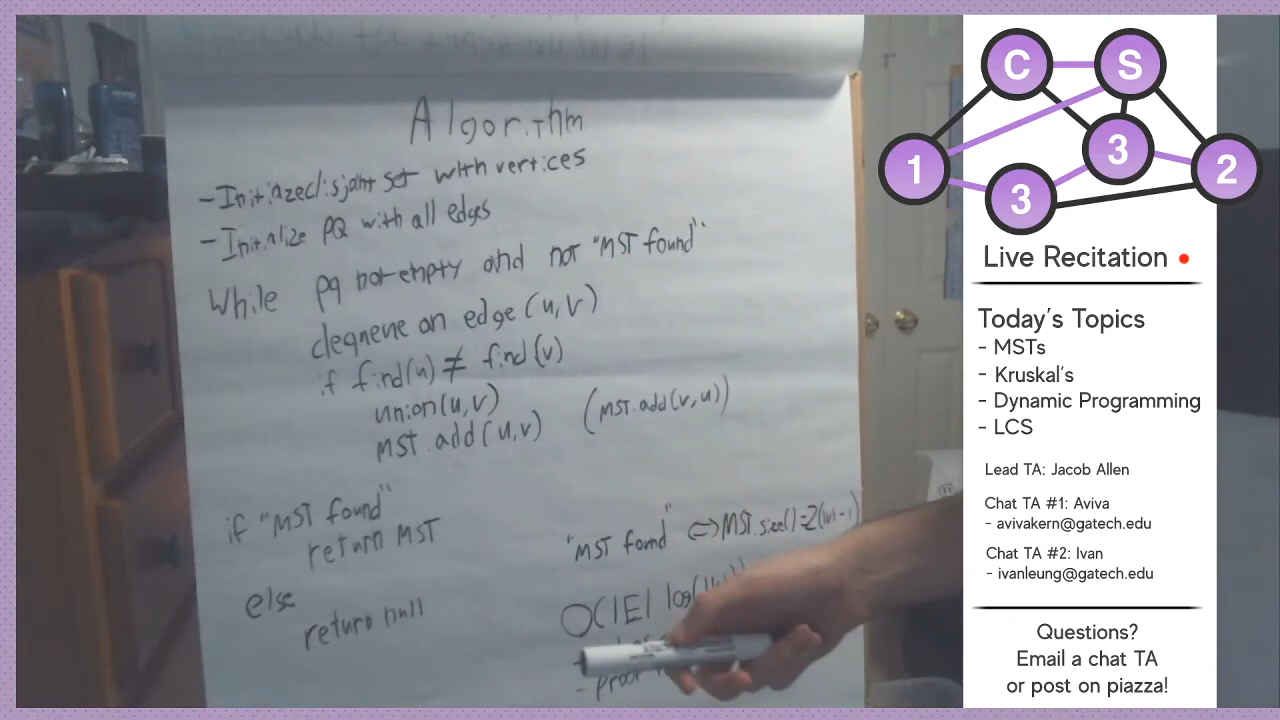 Algorithm
- Initiazedisjoint set with vertices
- Initialize PQ with all edges
While pq not empty and not "MST found"
dequeue an edge (u,v)
if find(u) ≠ find(v)
union(u,v)
MST.add(u,v) (MST.add(v,u))
if "MST found"
return MST
else
return null
"MST found" <=> MST.size() = 2(|V|-1)
O(|E| log(
- proof
C
S
1
3
3
2
Live Recitation
Today's Topics
- MSTs
- Kruskal's
- Dynamic Programming
- LCS
Lead TA: Jacob Allen
Chat TA #1: Aviva
- avivakern@gatech.edu
Chat TA #2: Ivan
- ivanleung@gatech.edu
Questions?
Email a chat TA
or post on piazza!